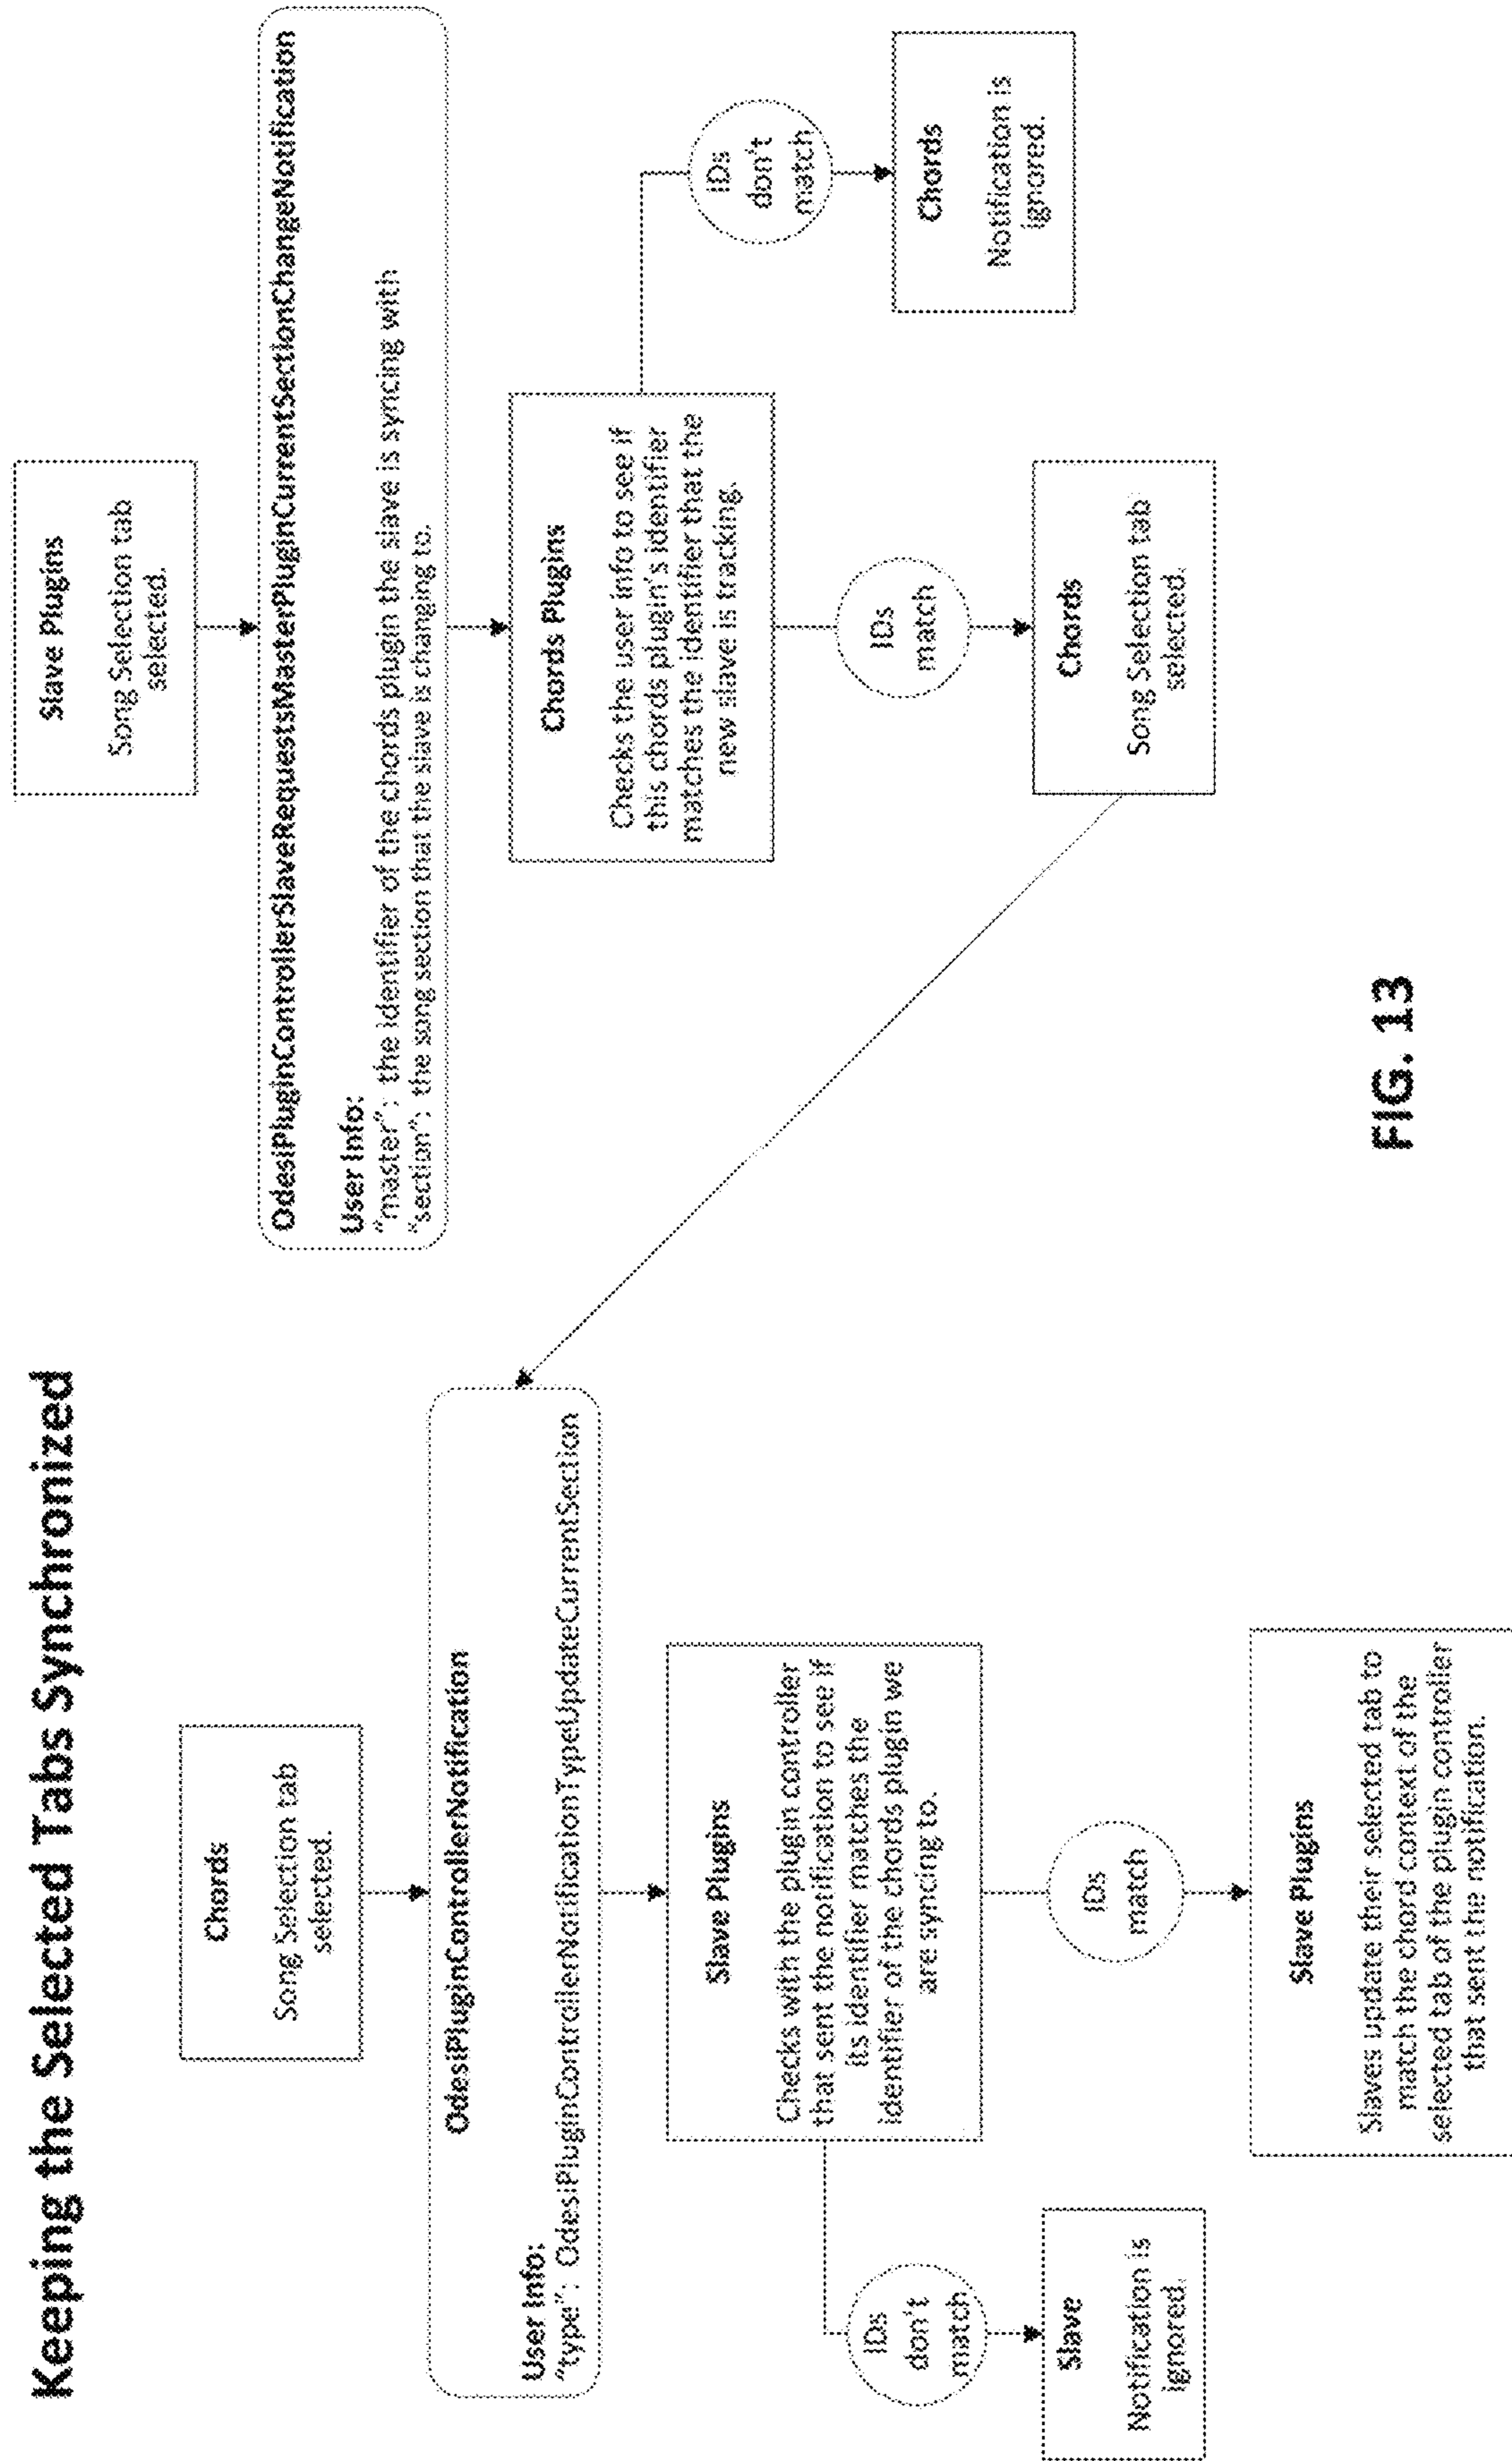 Keeping the Selected Tabs Synchronized
Chords
Song Selection tab
selected.
OdesiPluginControllerNotification
User Info:
"type": OdesiPluginControllerNotificationTypeUpdateCurrentSection
Slave Plugins
Checks with the plugin controller
that sent the notification to see if
its identifier matches the
identifier of the chords plugin we
are syncing to.
IDs
don't
match
Slave
Notification is
ignored.
IDs
match
Slave Plugins
Slaves update their selected tab to
match the chord context of the
selected tab of the plugin controller
that sent the notification.
Slave Plugins
Song Selection tab
selected.
OdesiPluginControllerSlaveRequestsMasterPluginCurrentSectionChangeNotification
User Info:
"master": the identifier of the chords plugin the slave is syncing with
"section": the song section that the slave is changing to.
Chords Plugins
Checks the user info to see if
this chords plugin's identifier
matches the identifier that the
new slave is tracking.
IDs
don't
match
Chords
Notification is
ignored.
IDs
match
Chords
Song Selection tab
selected.
FIG. 13